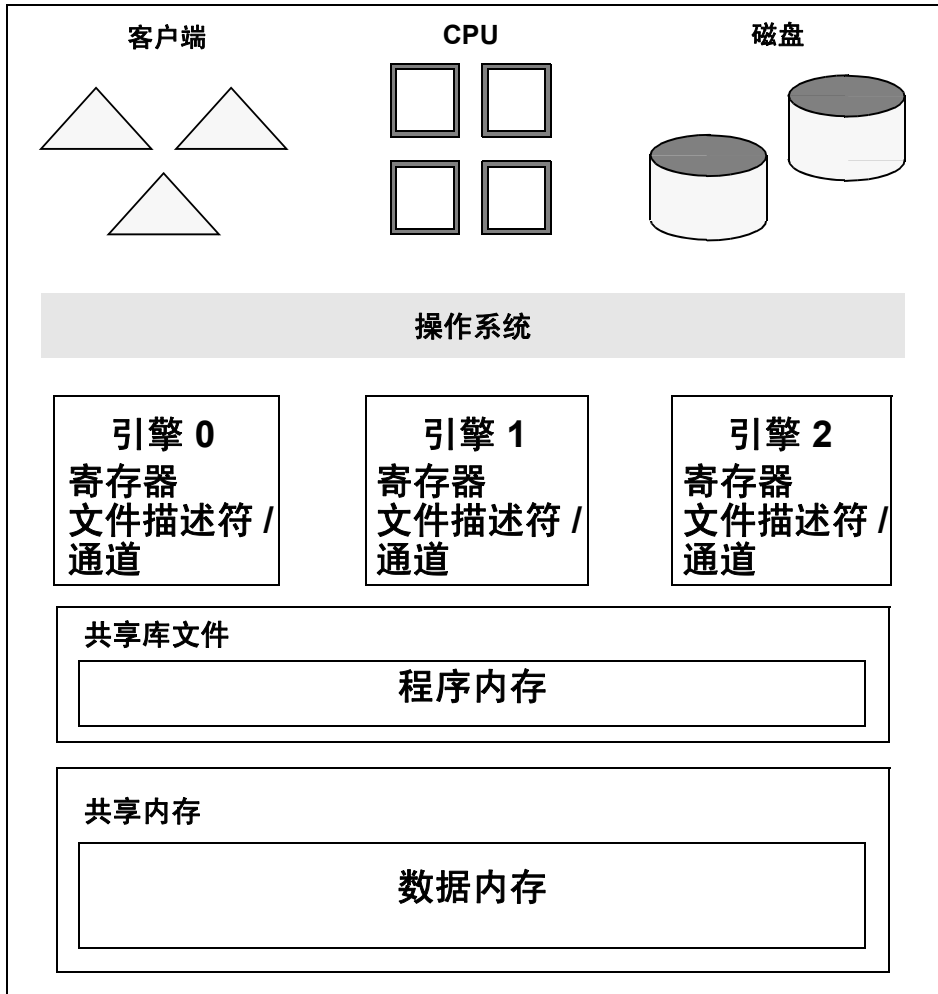 客户端
CPU
磁盘
操作系统
引擎 0
寄存器
文件描述符 /
通道
引擎 1
寄存器
文件描述符 /
通道
引擎 2
寄存器
文件描述符 /
通道
共享库文件
程序内存
共享内存
数据内存